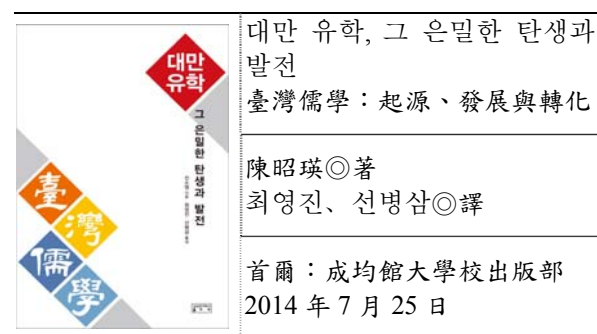 대만
유학
그 은밀한 탄생과 발전
臺
灣
儒
學
대만 유학, 그 은밀한 탄생과
발전
臺灣儒學：起源、發展與轉化
陳昭瑛◎著
최영진、선병삼◎譯
首爾：成均館大學校出版部
2014 年 7 月 25 日